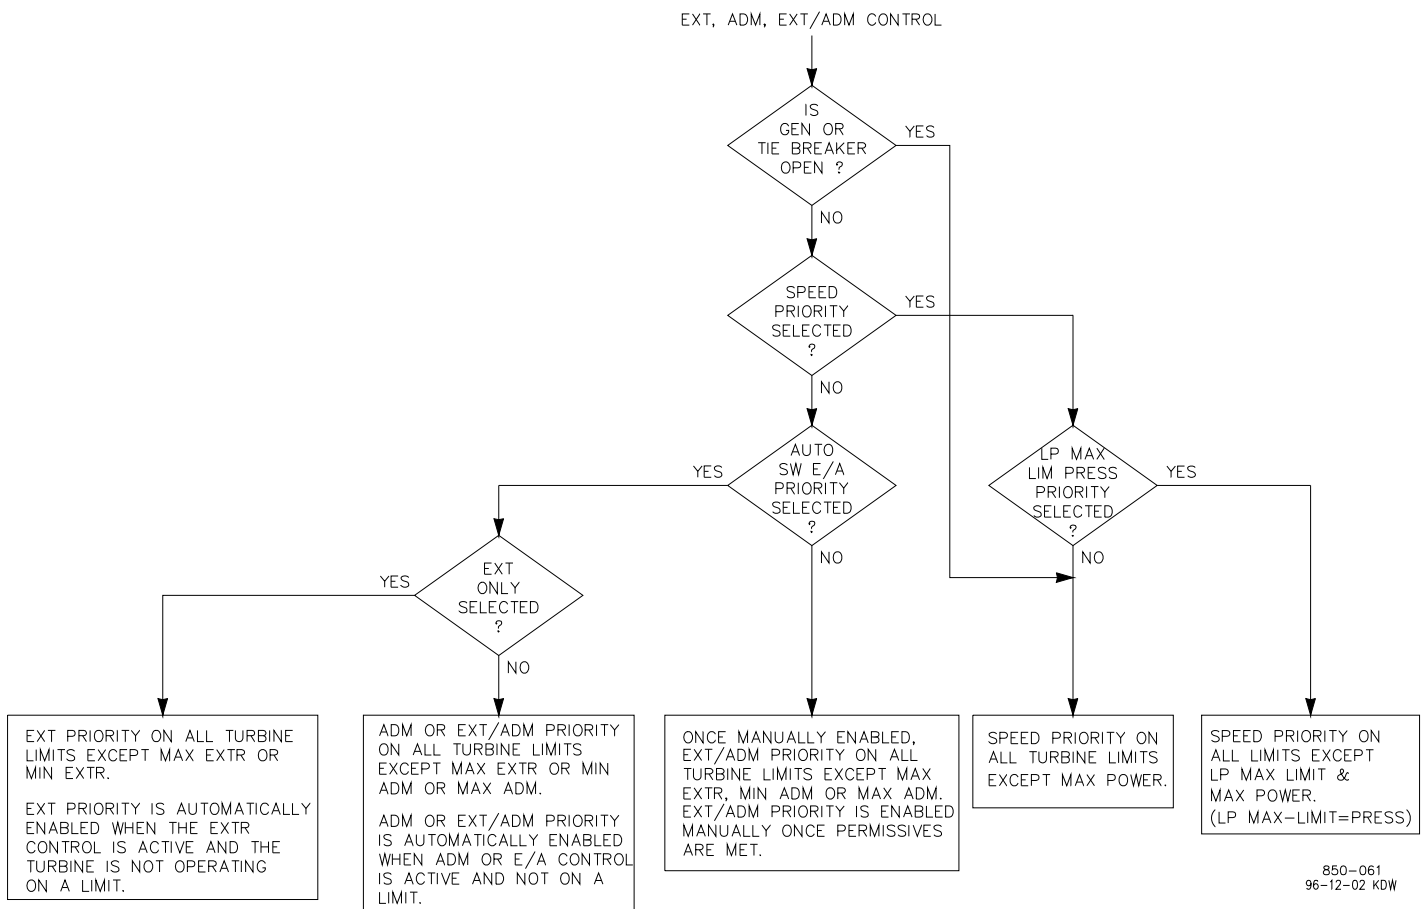 EXT, ADM, EXT/ADM CONTROL
IS
GEN OR
TIE BREAKER
OPEN ?
YES
NO
SPEED
PRIORITY
SELECTED
?
YES
NO
AUTO
SW E/A
PRIORITY
SELECTED
?
YES
NO
LP MAX
LIM PRESS
PRIORITY
SELECTED
?
YES
NO
EXT
ONLY
SELECTED
?
YES
NO
EXT PRIORITY ON ALL TURBINE
LIMITS EXCEPT MAX EXTR OR
MIN EXTR.
EXT PRIORITY IS AUTOMATICALLY
ENABLED WHEN THE EXTR
CONTROL IS ACTIVE AND THE
TURBINE IS NOT OPERATING
ON A LIMIT.
ADM OR EXT/ADM PRIORITY
ON ALL TURBINE LIMITS
EXCEPT MAX EXTR OR MIN
ADM OR MAX ADM.
ADM OR EXT/ADM PRIORITY
IS AUTOMATICALLY ENABLED
WHEN ADM OR E/A CONTROL
IS ACTIVE AND NOT ON A
LIMIT.
ONCE MANUALLY ENABLED,
EXT/ADM PRIORITY ON ALL
TURBINE LIMITS EXCEPT MAX
EXTR, MIN ADM OR MAX ADM.
EXT/ADM PRIORITY IS ENABLED
MANUALLY ONCE PERMISSIVES
ARE MET.
SPEED PRIORITY ON
ALL TURBINE LIMITS
EXCEPT MAX POWER.
SPEED PRIORITY ON
ALL LIMITS EXCEPT
LP MAX LIMIT &
MAX POWER.
(LP MAX-LIMIT=PRESS)
850-061
96-12-02 KDW